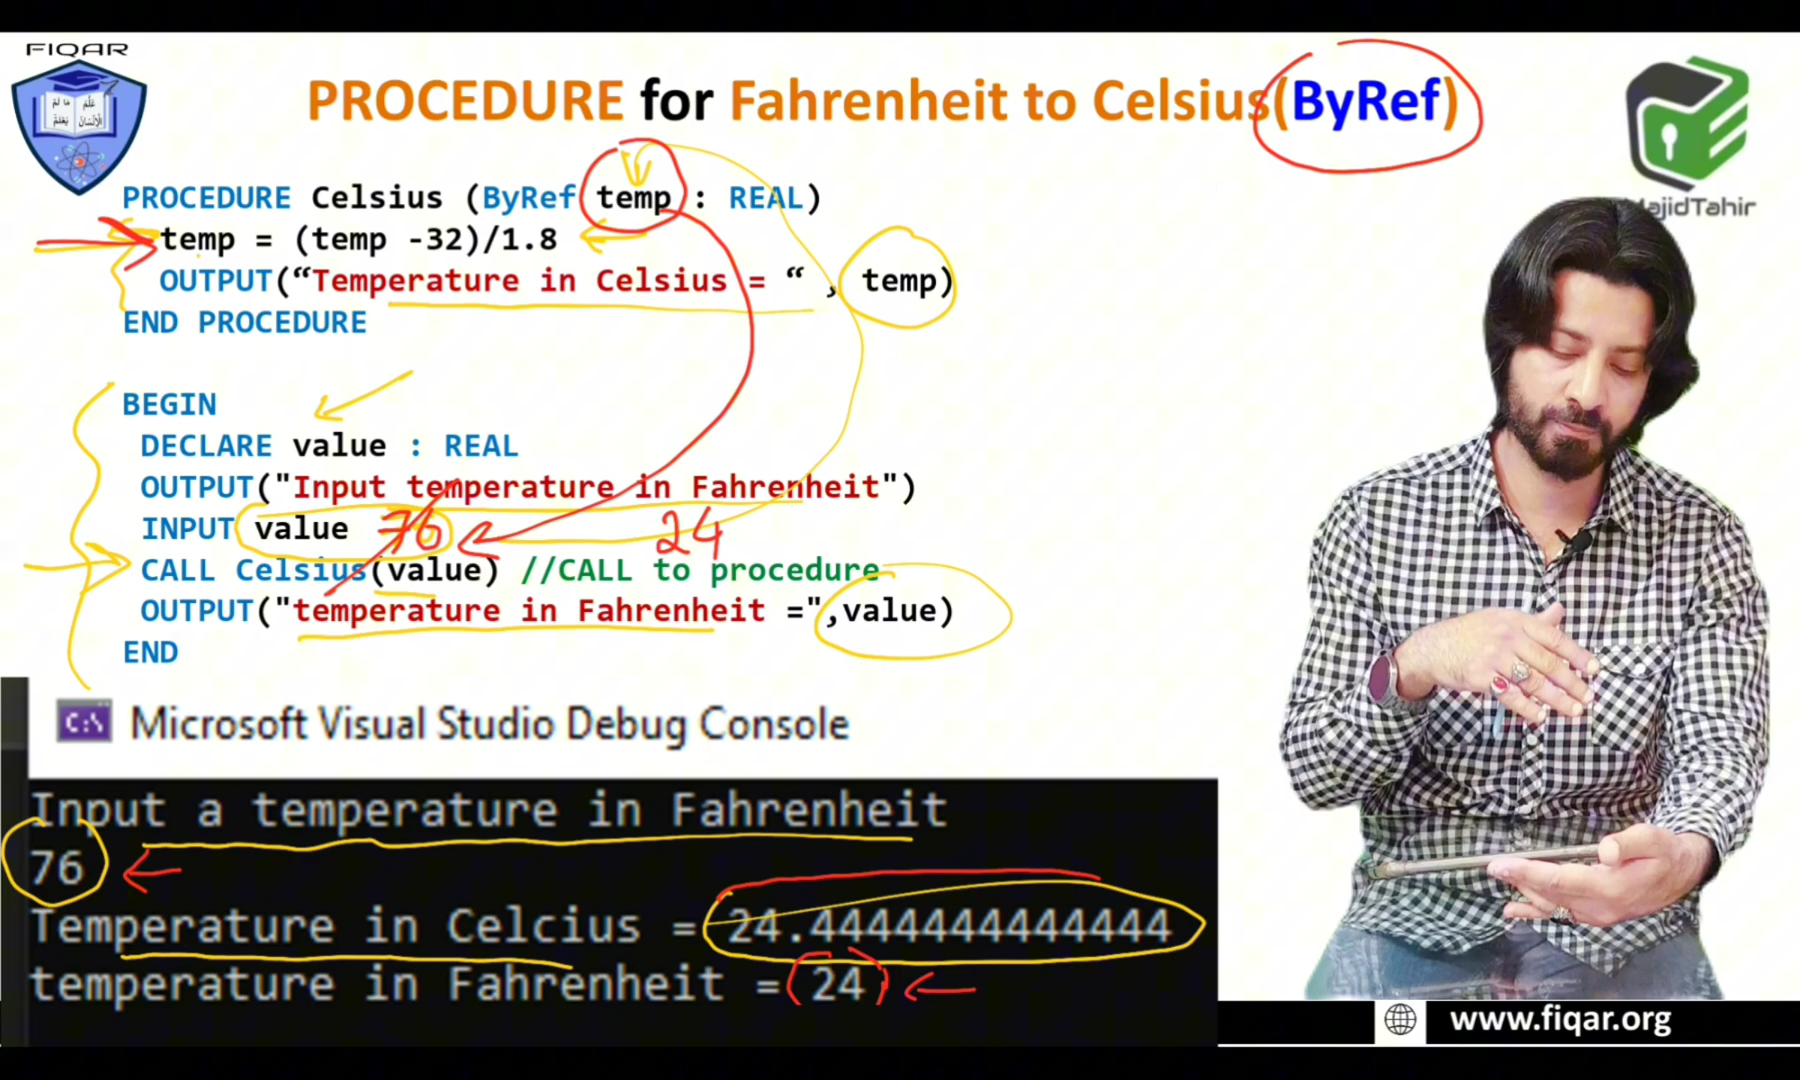 FIQAR
PROCEDURE for Fahrenheit to Celsius(ByRef)
MajidTahir
PROCEDURE Celsius (ByRef temp : REAL)
temp = (temp -32)/1.8
OUTPUT(“Temperature in Celsius = “ , temp)
END PROCEDURE
BEGIN
DECLARE value : REAL
OUTPUT("Input temperature in Fahrenheit")
INPUT value 76 24
CALL Celsius(value) //CALL to procedure
OUTPUT("temperature in Fahrenheit =",value)
END
C:\ Microsoft Visual Studio Debug Console
Input a temperature in Fahrenheit
76
Temperature in Celcius = 24.4444444444444
temperature in Fahrenheit =(24)
www.fiqar.org